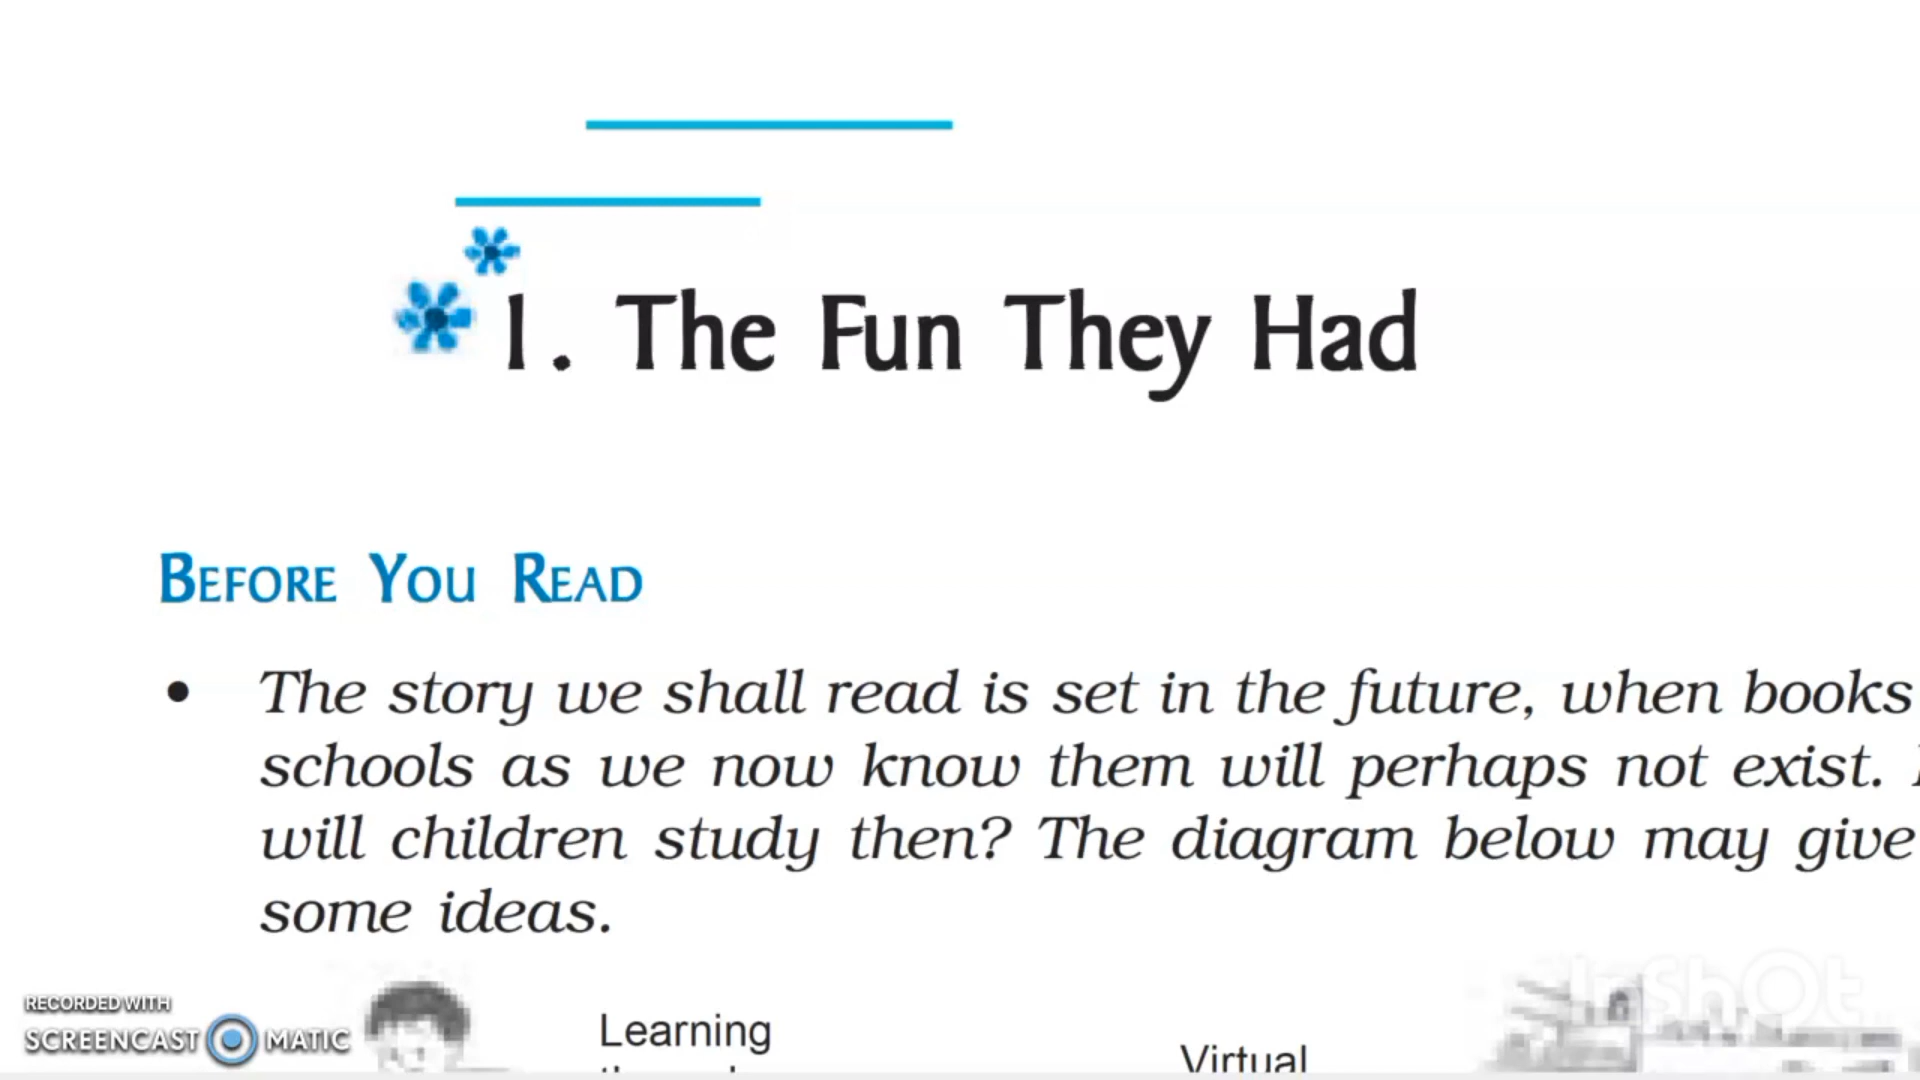 1. The Fun They Had
BEFORE YOU READ
• The story we shall read is set in the future, when books
schools as we now know them will perhaps not exist.
will children study then? The diagram below may give
some ideas.
Learning
Virtual
RECORDED WITH
SCREENCAST MATIC
InShOt